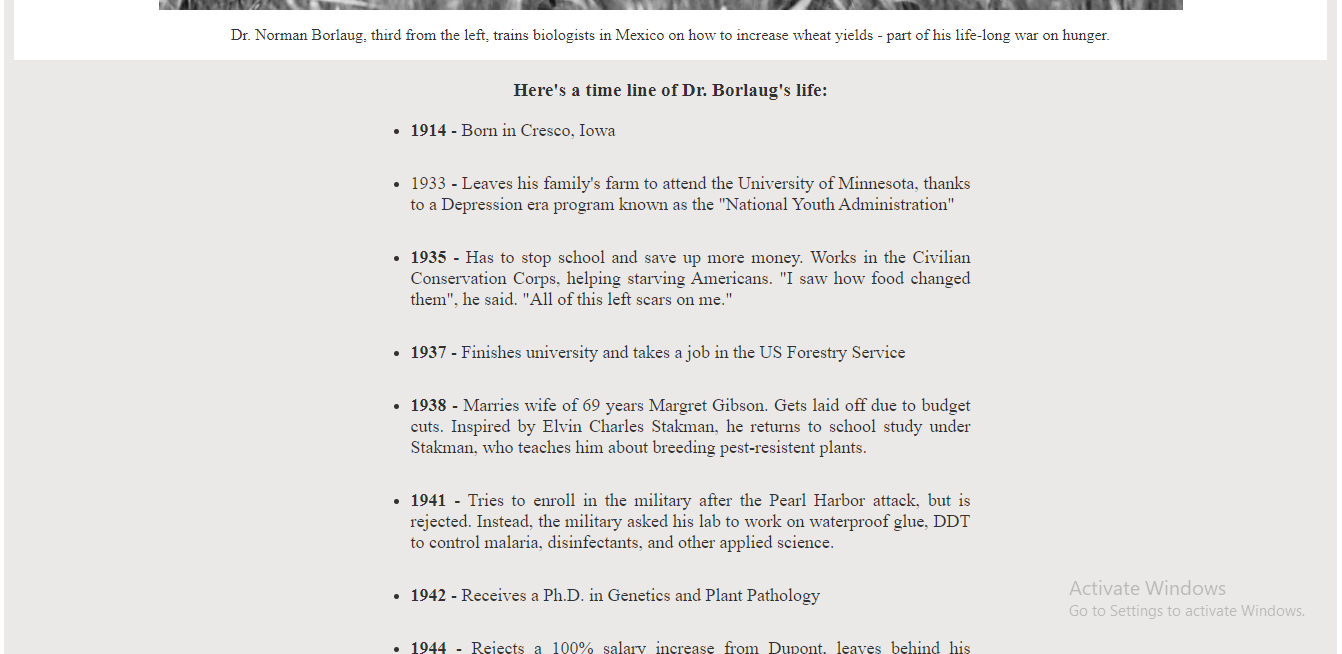 Dr. Norman Borlaug, third from the left, trains biologists in Mexico on how to increase wheat yields - part of his life-long war on hunger.
Here's a time line of Dr. Borlaug's life:
• 1914 - Born in Cresco, Iowa
• 1933 - Leaves his family's farm to attend the University of Minnesota, thanks
to a Depression era program known as the "National Youth Administration"
• 1935 - Has to stop school and save up more money. Works in the Civilian
Conservation Corps, helping starving Americans. "I saw how food changed
them", he said. "All of this left scars on me."
• 1937 - Finishes university and takes a job in the US Forestry Service
• 1938 - Marries wife of 69 years Margret Gibson. Gets laid off due to budget
cuts. Inspired by Elvin Charles Stakman, he returns to school study under
Stakman, who teaches him about breeding pest-resistent plants.
• 1941 - Tries to enroll in the military after the Pearl Harbor attack, but is
rejected. Instead, the military asked his lab to work on waterproof glue, DDT
to control malaria, disinfectants, and other applied science.
• 1942 - Receives a Ph.D. in Genetics and Plant Pathology
Activate Windows
Go to Settings to activate Windows.
• 1944 - Rejects a 100% salary increase from Dupont, leaves behind his